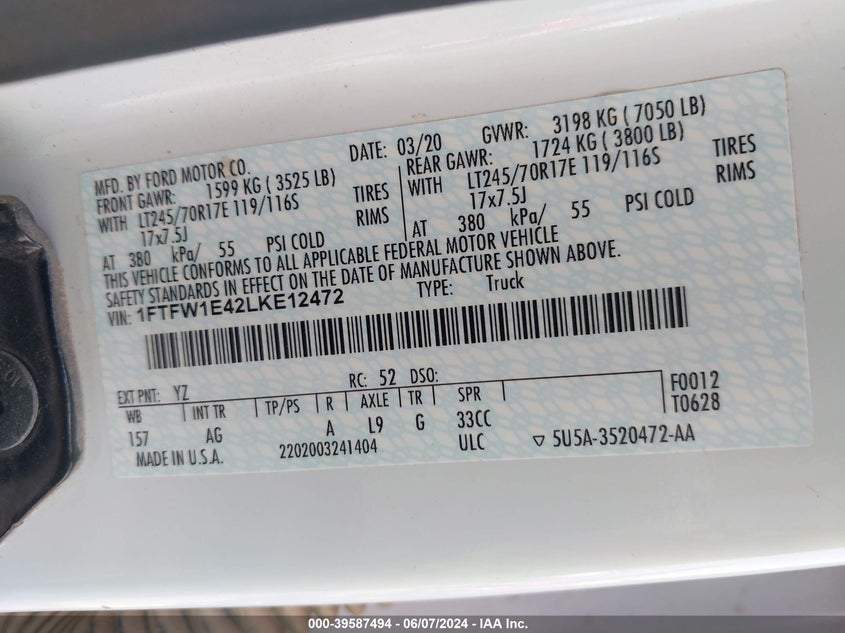 MFD. BY FORD MOTOR CO. DATE: 03/20 GVWR: 3198 KG ( 7050 LB)
FRONT GAWR: 1599 KG ( 3525 LB) REAR GAWR: 1724 KG ( 3800 LB)
WITH LT245/70R17E 119/116S TIRES WITH LT245/70R17E 119/116S TIRES
17x7.5J RIMS 17x7.5J RIMS
AT 380 kPa/ 55 PSI COLD AT 380 kPa/ 55 PSI COLD
THIS VEHICLE CONFORMS TO ALL APPLICABLE FEDERAL MOTOR VEHICLE
SAFETY STANDARDS IN EFFECT ON THE DATE OF MANUFACTURE SHOWN ABOVE.
VIN: 1FTFW1E42LKE12472 TYPE: Truck
EXT PNT: YZ RC: 52 DSO: F0012
WB INT TR TP/PS R AXLE TR SPR T0628
157 AG A L9 G 33CC
MADE IN U.S.A. 2202003241404 ULC ▽ 5U5A-3520472-AA
000-39587494 — 06/07/2024 — IAA Inc.